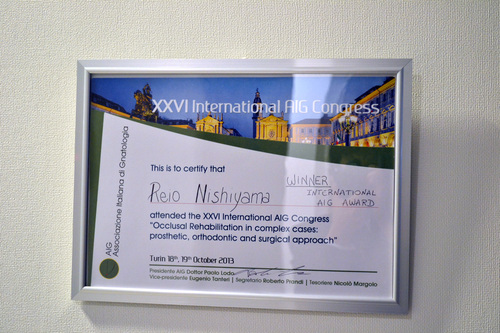 XXVI International AIG Congress
AIG
Associazione Italiana di Gnatologia
This is to certify that
Reio Nishiyama
WINNER
INTERNATIONAL
AIG AWARD
attended the XXVI International AIG Congress
"Occlusal Rehabilitation in complex cases:
prosthetic, orthodontic and surgical approach"
Turin 18th, 19th October 2013
Presidente AIG Dottor Paolo Lodo
Vice-presidente Eugenio Tanteri | Segretario Roberto Prandi | Tesoriere Nicolò Margolo